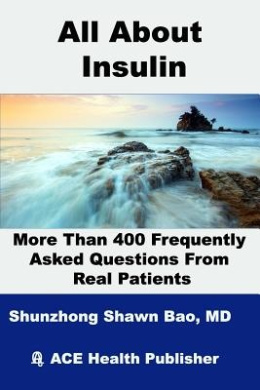 All About
Insulin
More Than 400 Frequently
Asked Questions From
Real Patients
Shunzhong Shawn Bao, MD
ACE Health Publisher